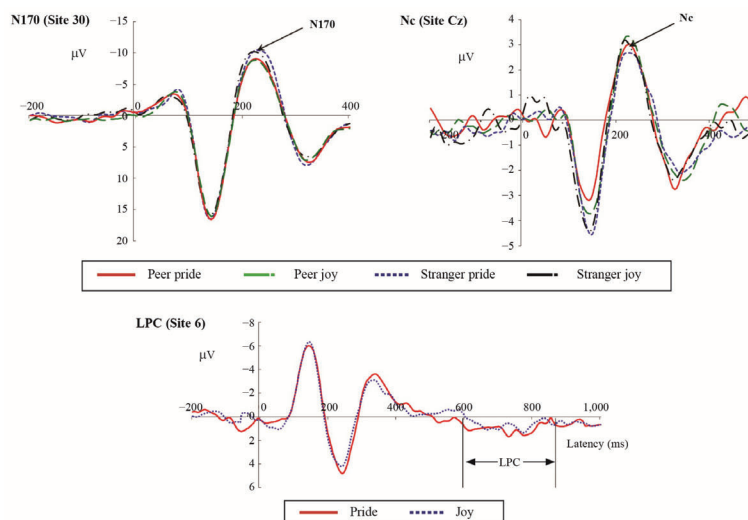 N170 (Site 30)
N170
µV
−15
−10
−5
0
5
10
15
20
−200
0
200
400
Nc (Site Cz)
Nc
µV
4
3
2
1
0
−1
−2
−3
−4
−5
0
200
Peer pride
Peer joy
Stranger pride
Stranger joy
LPC (Site 6)
µV
−8
−6
−4
−2
0
2
4
6
−200
0
200
400
600
800
1,000
Latency (ms)
LPC
Pride
Joy